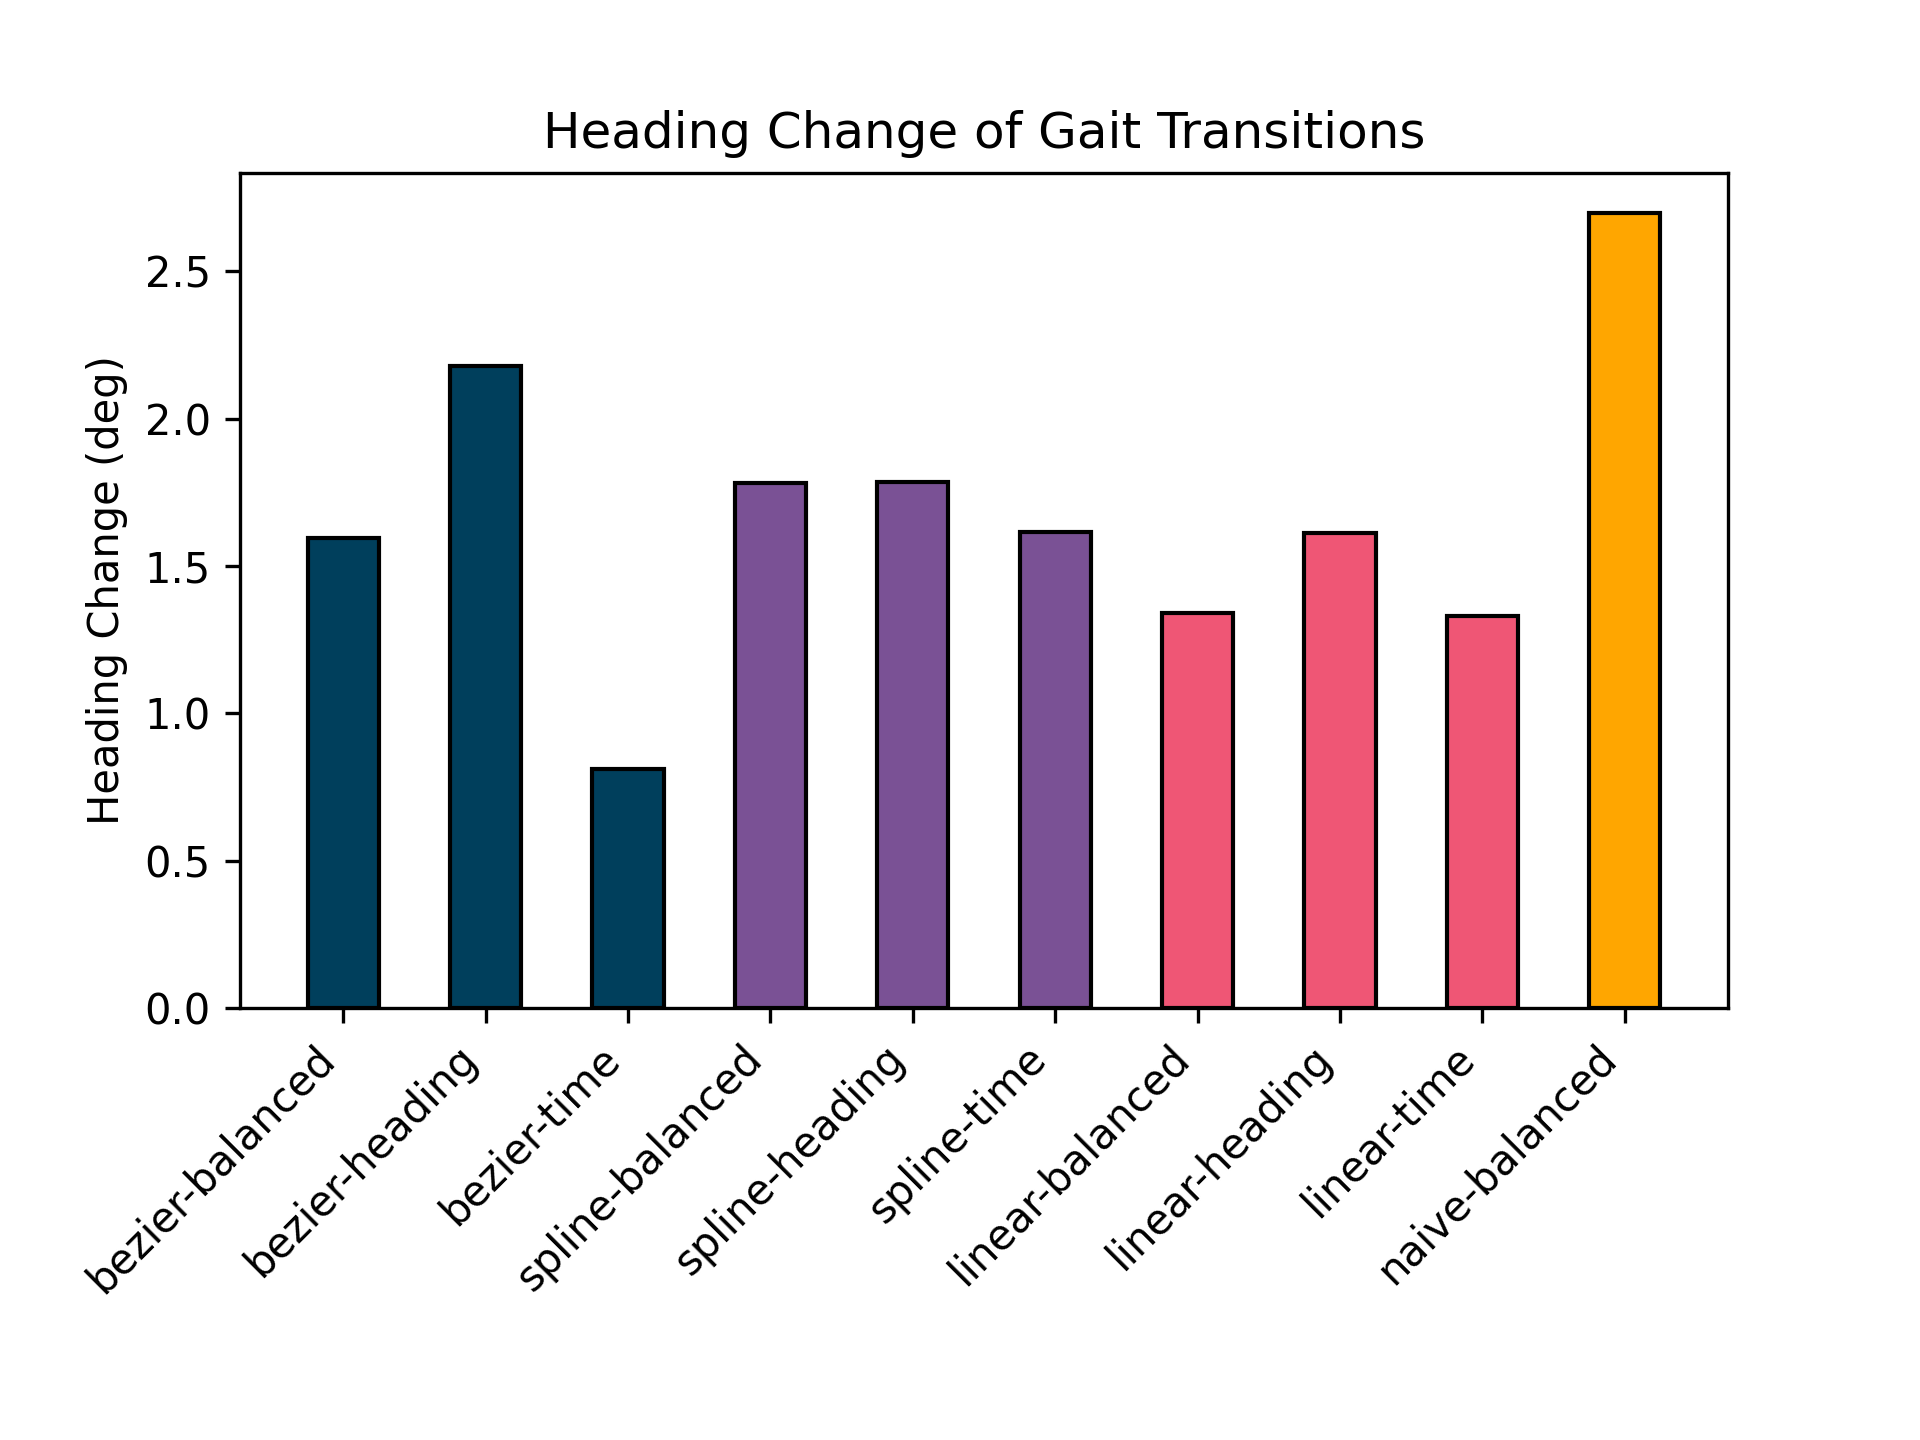 Heading Change of Gait Transitions
Heading Change (deg)
2.5
2.0
1.5
1.0
0.5
0.0
bezier-balanced
bezier-heading
bezier-time
spline-balanced
spline-heading
spline-time
linear-balanced
linear-heading
linear-time
naive-balanced